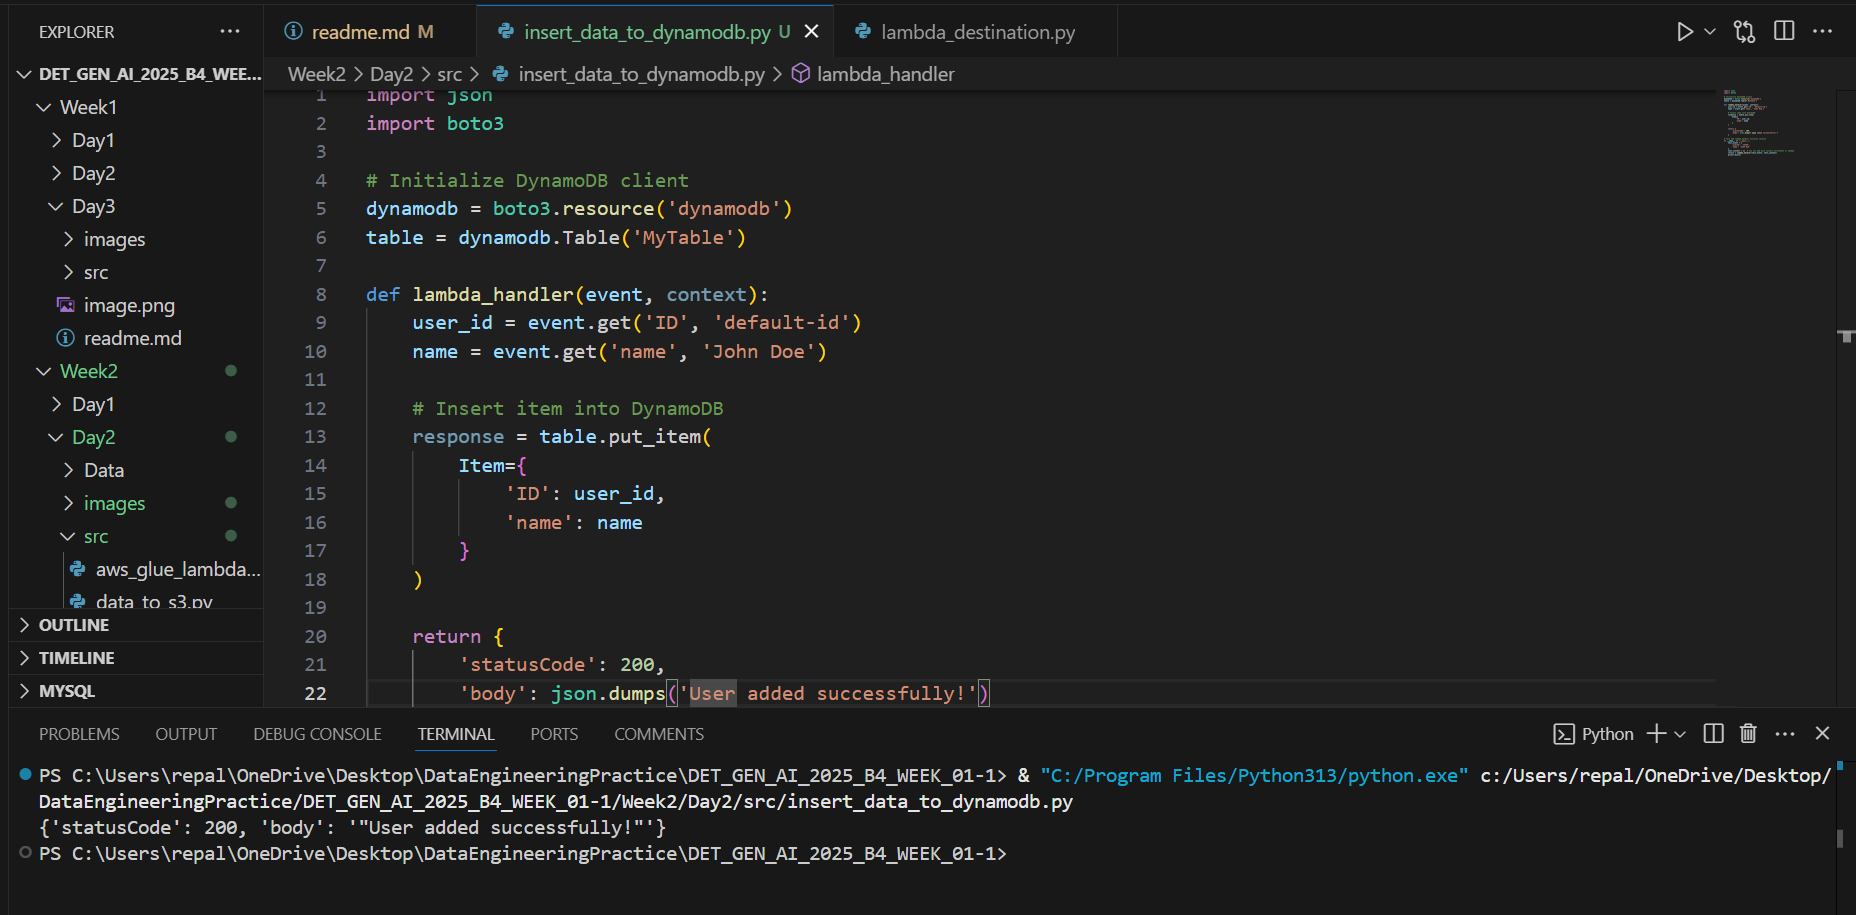 EXPLORER ...
readme.md M
insert_data_to_dynamodb.py U
lambda_destination.py
DET_GEN_AI_2025_B4_WEE...
Week1
Day1
Day2
Day3
images
src
image.png
readme.md
Week2
Day1
Day2
Data
images
src
aws_glue_lambda...
data_to_s3.py
OUTLINE
TIMELINE
MYSQL
Week2 > Day2 > src > insert_data_to_dynamodb.py > lambda_handler
1 import json
2 import boto3
3
4 # Initialize DynamoDB client
5 dynamodb = boto3.resource('dynamodb')
6 table = dynamodb.Table('MyTable')
7
8 def lambda_handler(event, context):
9 user_id = event.get('ID', 'default-id')
10 name = event.get('name', 'John Doe')
11
12 # Insert item into DynamoDB
13 response = table.put_item(
14 Item={
15 'ID': user_id,
16 'name': name
17 }
18 )
19
20 return {
21 'statusCode': 200,
22 'body': json.dumps('User added successfully!')
PROBLEMS OUTPUT DEBUG CONSOLE TERMINAL PORTS COMMENTS
Python
PS C:\Users\repal\OneDrive\Desktop\DataEngineeringPractice\DET_GEN_AI_2025_B4_WEEK_01-1> & "C:/Program Files/Python313/python.exe" c:/Users/repal/OneDrive/Desktop/
DataEngineeringPractice/DET_GEN_AI_2025_B4_WEEK_01-1/Week2/Day2/src/insert_data_to_dynamodb.py
{'statusCode': 200, 'body': '"User added successfully!"'}
PS C:\Users\repal\OneDrive\Desktop\DataEngineeringPractice\DET_GEN_AI_2025_B4_WEEK_01-1>